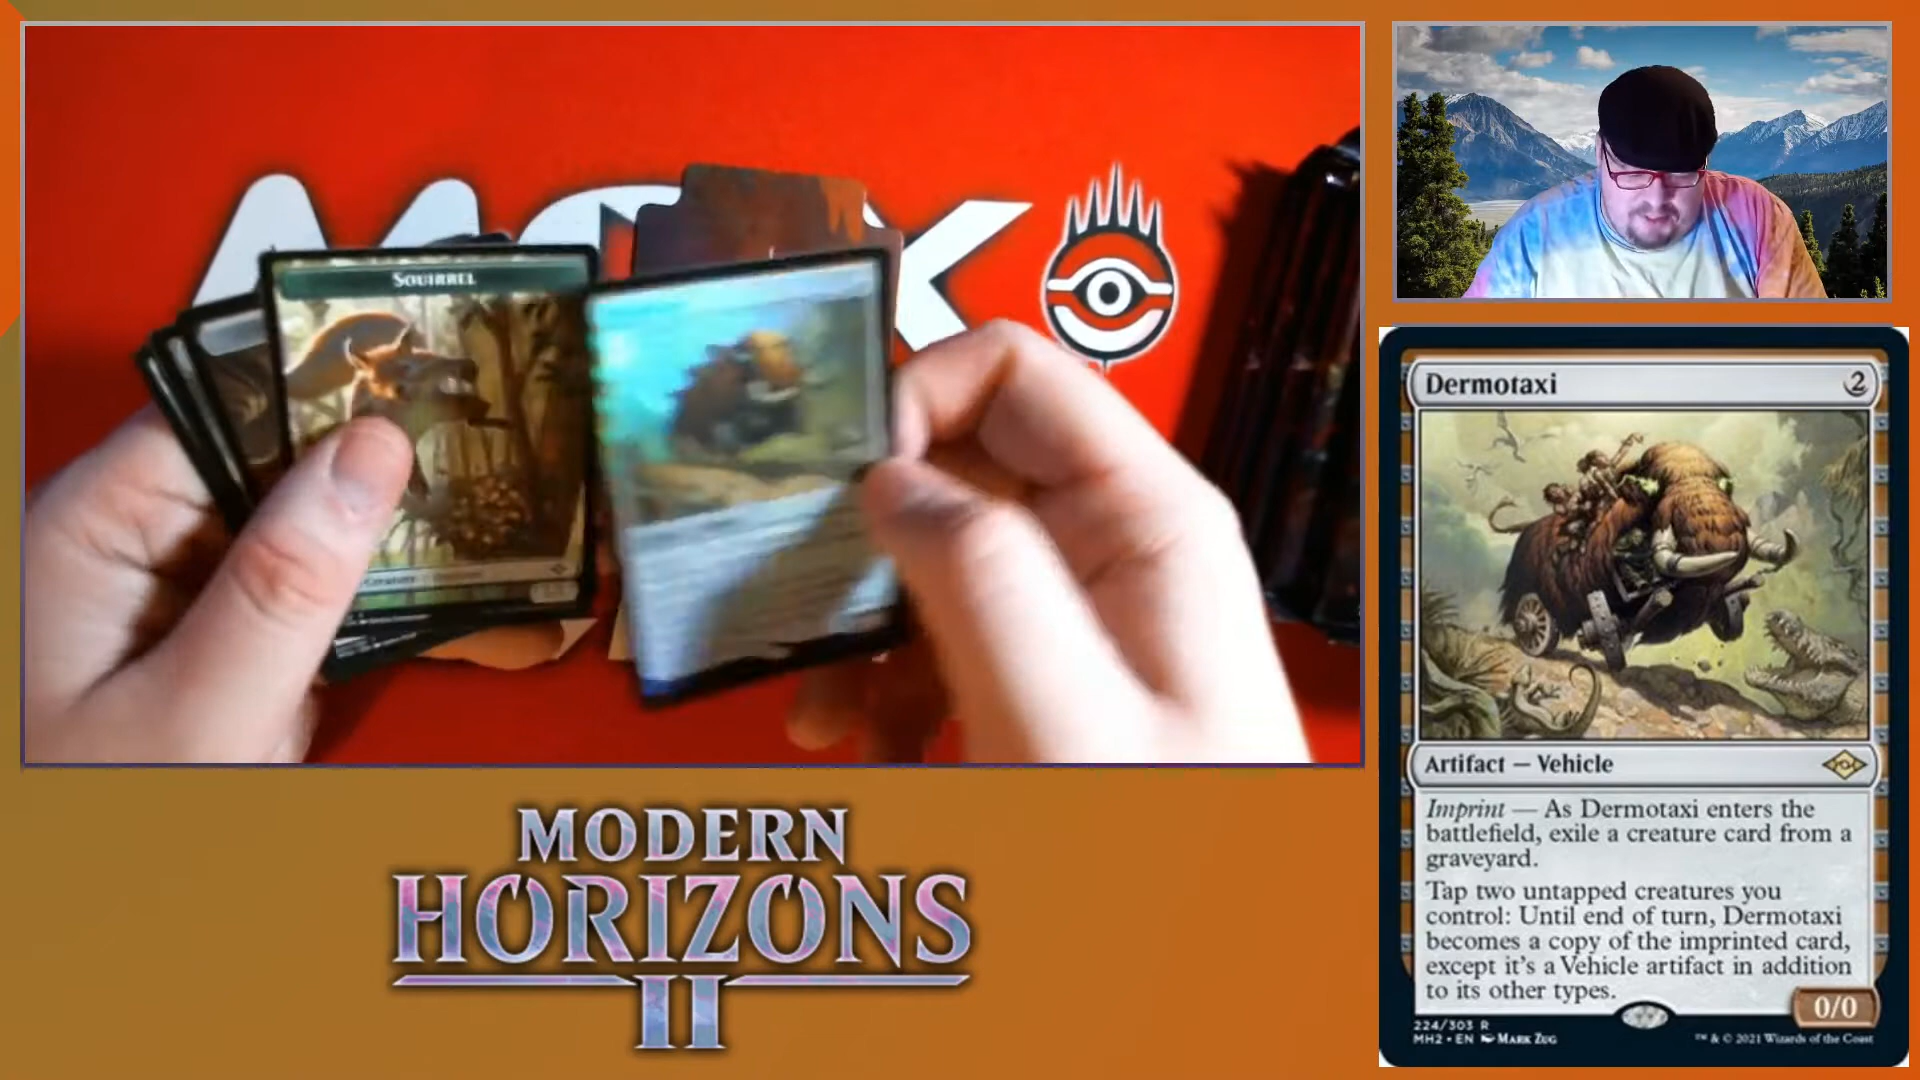 MOX
SQUIRREL
MODERN
HORIZONS
II
Dermotaxi 2
Artifact — Vehicle
Imprint — As Dermotaxi enters the
battlefield, exile a creature card from a
graveyard.
Tap two untapped creatures you
control: Until end of turn, Dermotaxi
becomes a copy of the imprinted card,
except it's a Vehicle artifact in addition
to its other types.
0/0
224/303 R
MH2 • EN Mark Zug
™ & © 2021 Wizards of the Coast